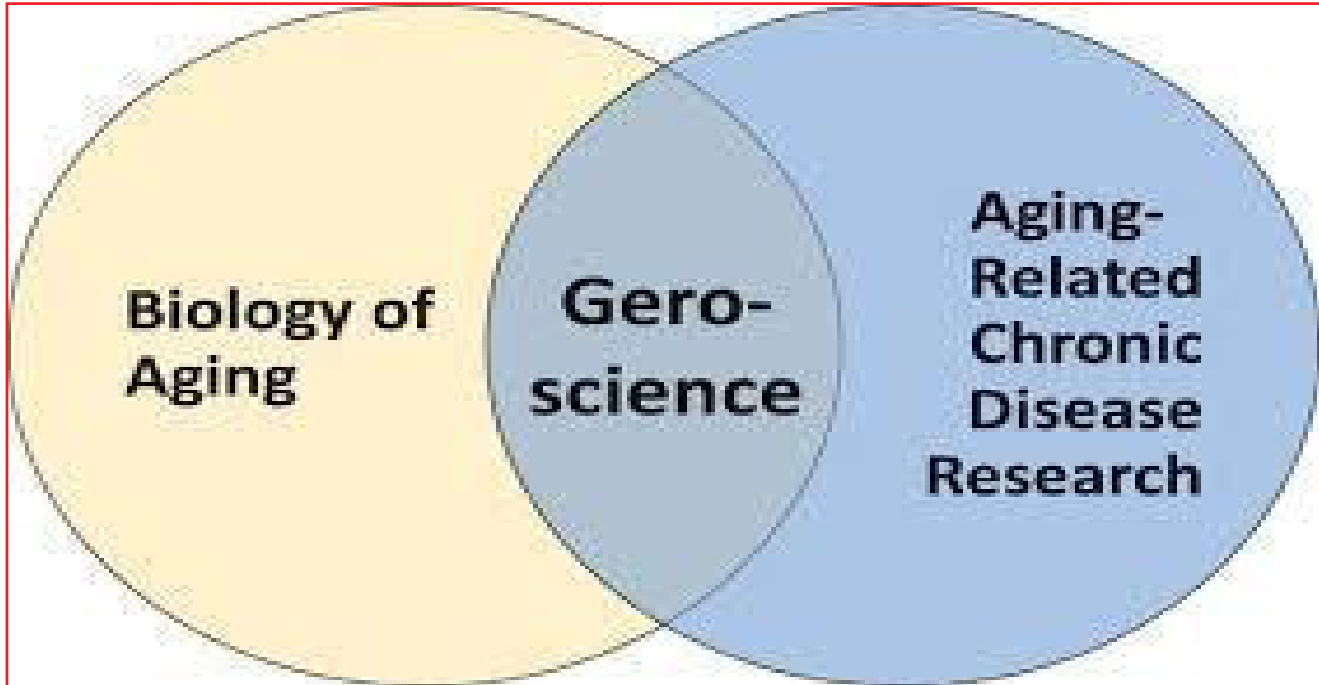 Biology of
Aging
Gero-
science
Aging-
Related
Chronic
Disease
Research